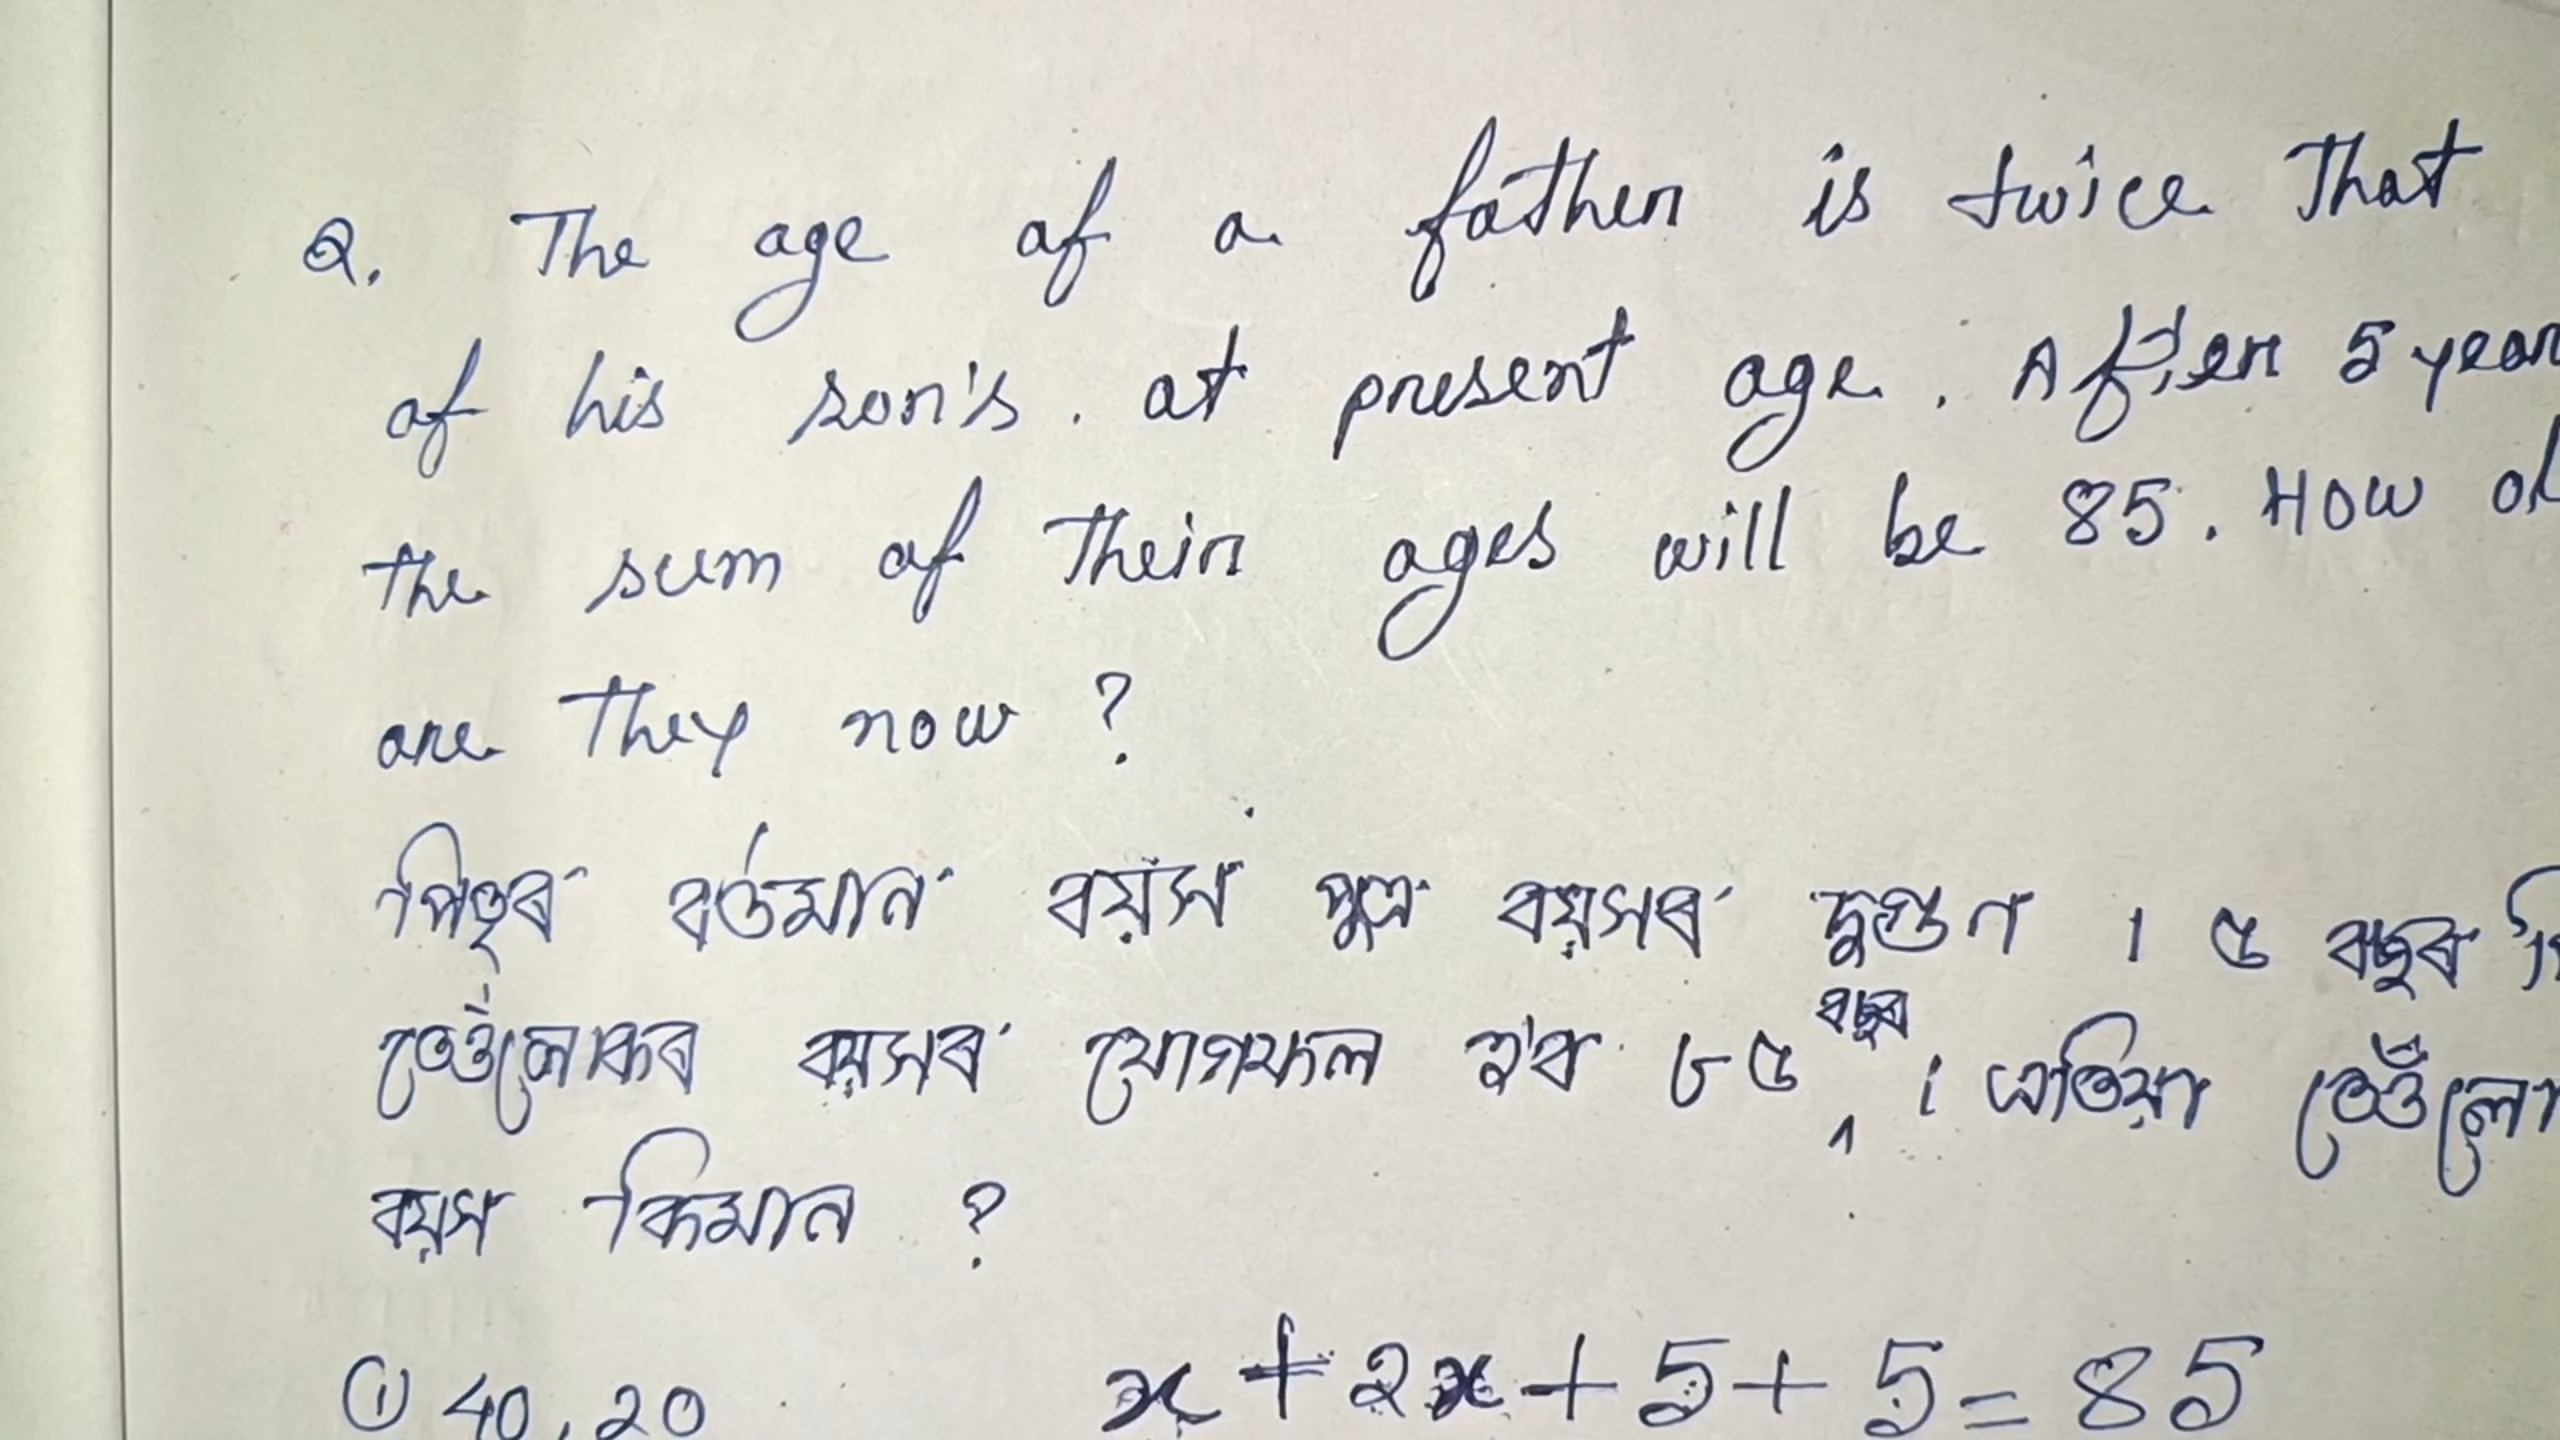 Q. The age of a father is twice that
of his son's. at present age. After 5 year
the sum of their ages will be 85. How ol
are they now ?
পিতৃৰ বৰ্তমান বয়স পুত্ৰ বয়সৰ দুগুণ । ৫ বছৰ
তেওঁলোকৰ বয়সৰ যোগফল হ'ব ৮৫ বছৰ । এতিয়া তেওঁলো
বয়স কিমান ?
① 40, 20 x + 2x + 5 + 5 = 85